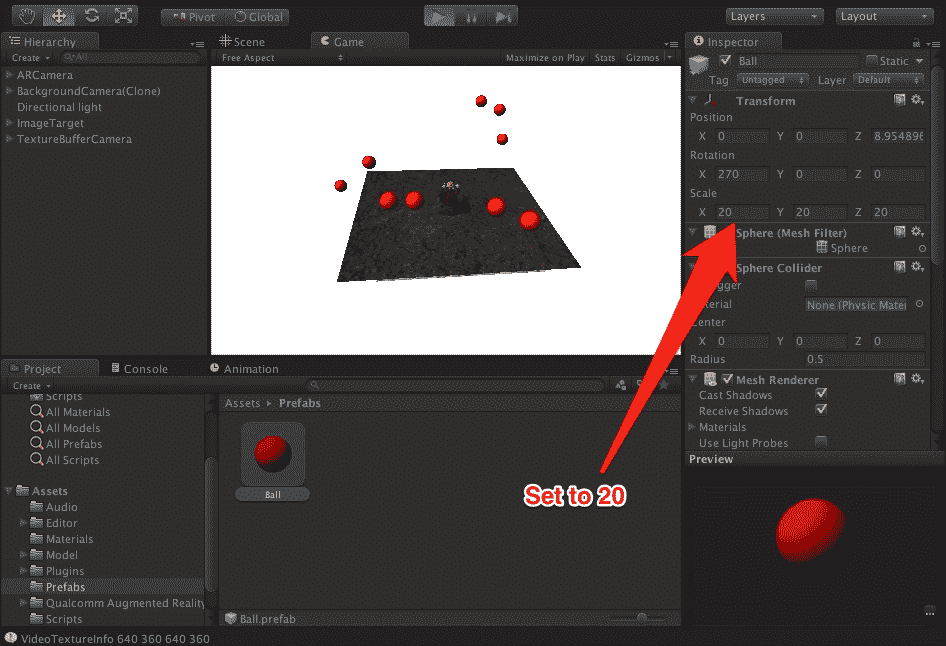 Pivot Global Layers Layout
Hierarchy
Create All
ARCamera
BackgroundCamera(Clone)
Directional light
ImageTarget
TextureBufferCamera
Scene Game
Free Aspect Maximize on Play Stats Gizmos
Inspector
Ball Static
Tag Untagged Layer Default
Transform
Position
X 0 Y 0 Z 8.954896
Rotation
X 270 Y 0 Z 0
Scale
X 20 Y 20 Z 20
Sphere (Mesh Filter)
Sphere
Sphere Collider
None (Physic Mater
Center
X 0 Y 0 Z 0
Radius 0.5
Mesh Renderer
Cast Shadows
Receive Shadows
Materials
Use Light Probes
Preview
Set to 20
Project Console Animation
Create
Scripts
All Materials
All Models
All Prefabs
All Scripts
Assets
Audio
Editor
Materials
Model
Plugins
Prefabs
Qualcomm Augmented Reality
Scripts
Assets Prefabs
Ball
Ball.prefab
VideoTextureInfo 640 360 640 360